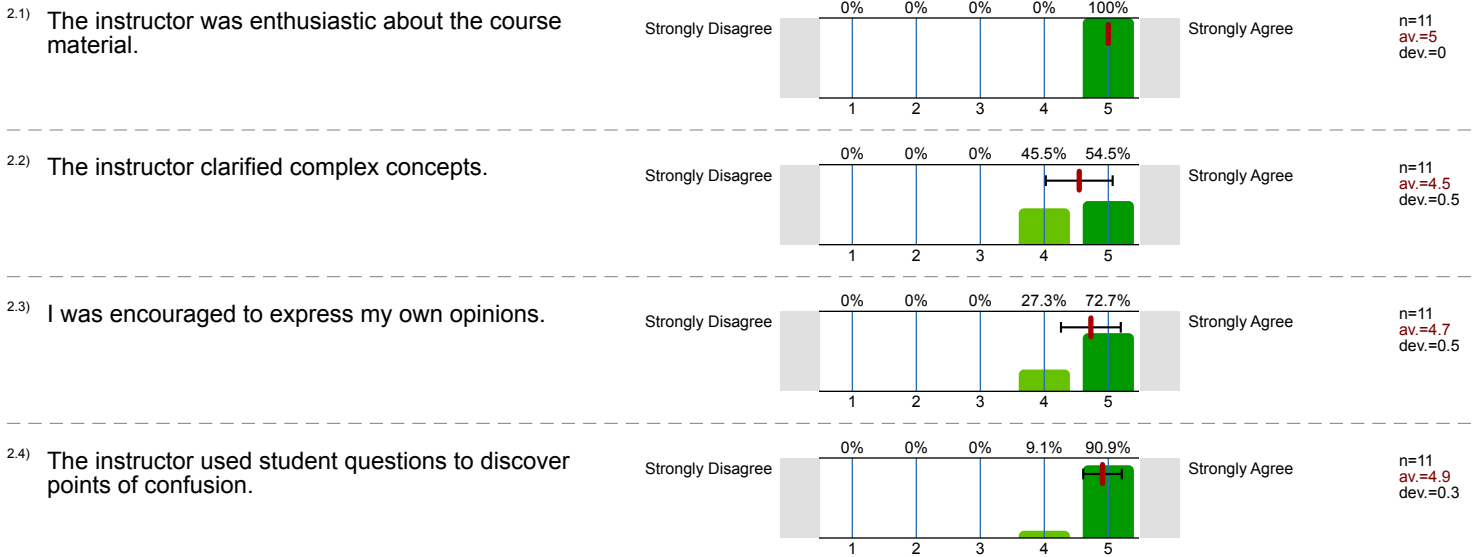 2.1) The instructor was enthusiastic about the course
material.
Strongly Disagree
0% 0% 0% 0% 100%
1 2 3 4 5
Strongly Agree
n=11
av.=5
dev.=0
2.2) The instructor clarified complex concepts.
Strongly Disagree
0% 0% 0% 45.5% 54.5%
1 2 3 4 5
Strongly Agree
n=11
av.=4.5
dev.=0.5
2.3) I was encouraged to express my own opinions.
Strongly Disagree
0% 0% 0% 27.3% 72.7%
1 2 3 4 5
Strongly Agree
n=11
av.=4.7
dev.=0.5
2.4) The instructor used student questions to discover
points of confusion.
Strongly Disagree
0% 0% 0% 9.1% 90.9%
1 2 3 4 5
Strongly Agree
n=11
av.=4.9
dev.=0.3